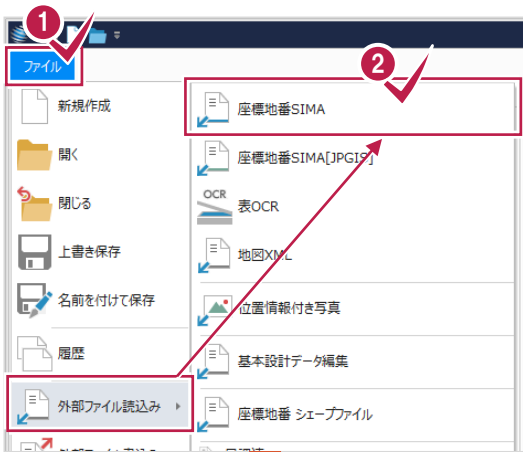 1
ファイル
2
新規作成
開く
閉じる
上書き保存
名前を付けて保存
履歴
外部ファイル読込み
座標地番SIMA
座標地番SIMA[JPGIS]
OCR
表OCR
地図XML
位置情報付き写真
基本設計データ編集
座標地番 シェープファイル